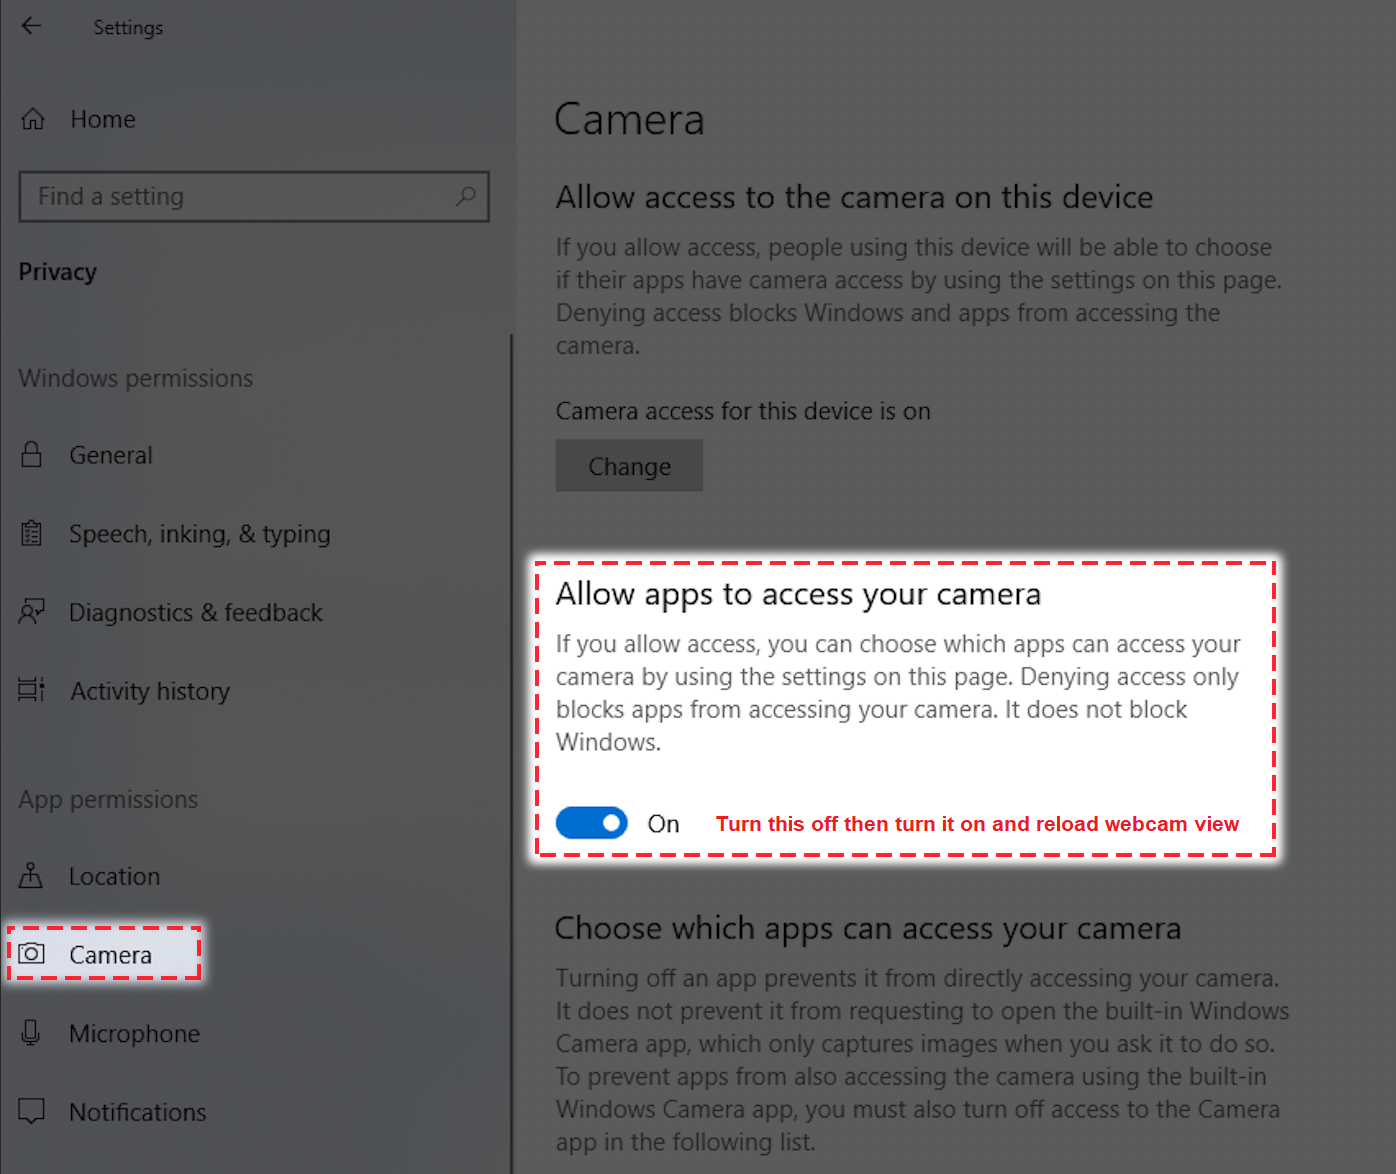 Settings
Home
Find a setting
Privacy
Windows permissions
General
Speech, inking, & typing
Diagnostics & feedback
Activity history
App permissions
Location
Camera
Microphone
Notifications
Camera
Allow access to the camera on this device
If you allow access, people using this device will be able to choose
if their apps have camera access by using the settings on this page.
Denying access blocks Windows and apps from accessing the
camera.
Camera access for this device is on
Change
Allow apps to access your camera
If you allow access, you can choose which apps can access your
camera by using the settings on this page. Denying access only
blocks apps from accessing your camera. It does not block
Windows.
On
Turn this off then turn it on and reload webcam view
Choose which apps can access your camera
Turning off an app prevents it from directly accessing your camera.
It does not prevent it from requesting to open the built-in Windows
Camera app, which only captures images when you ask it to do so.
To prevent apps from also accessing the camera using the built-in
Windows Camera app, you must also turn off access to the Camera
app in the following list.